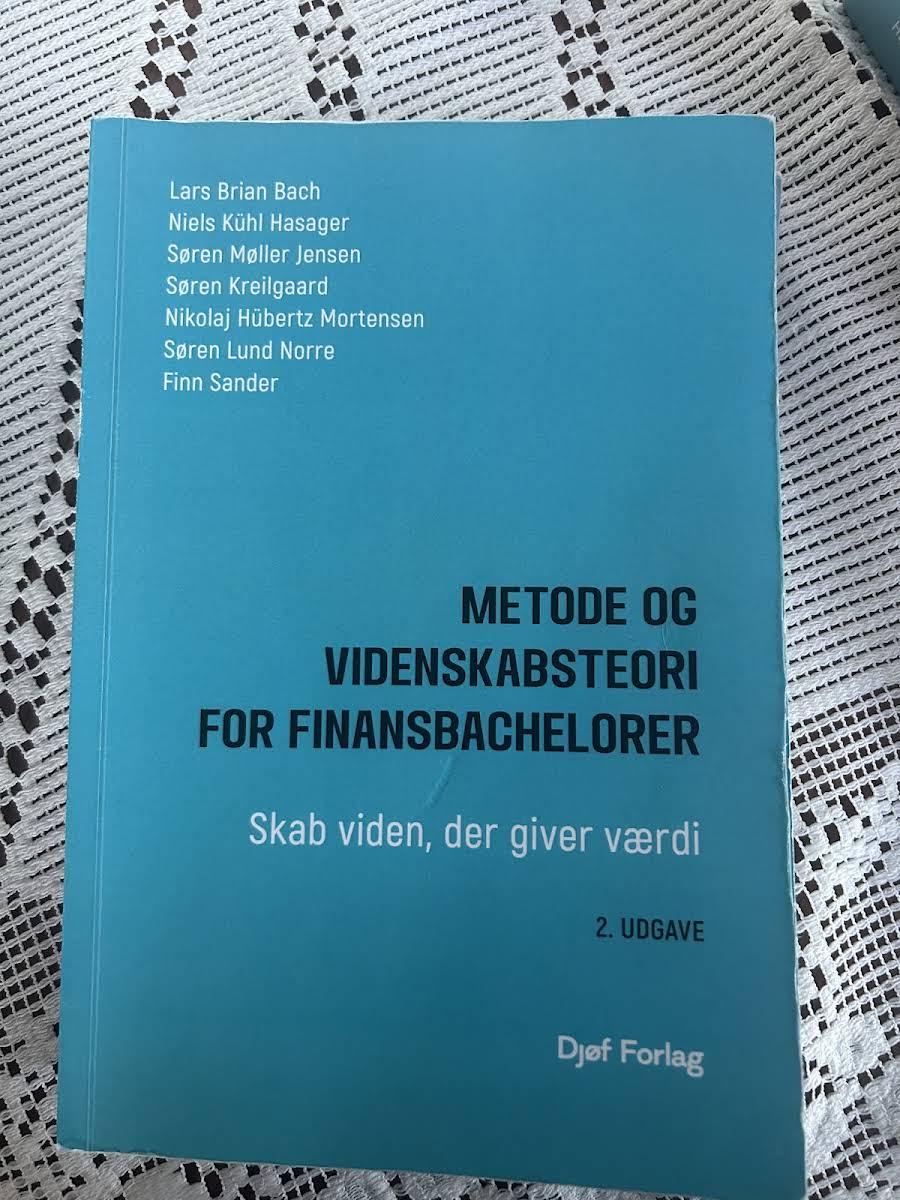 Lars Brian Bach
Niels Kühl Hasager
Søren Møller Jensen
Søren Kreilgaard
Nikolaj Hübertz Mortensen
Søren Lund Norre
Finn Sander
METODE OG
VIDENSKABSTEORI
FOR FINANSBACHELORER
Skab viden, der giver værdi
2. UDGAVE
Djøf Forlag